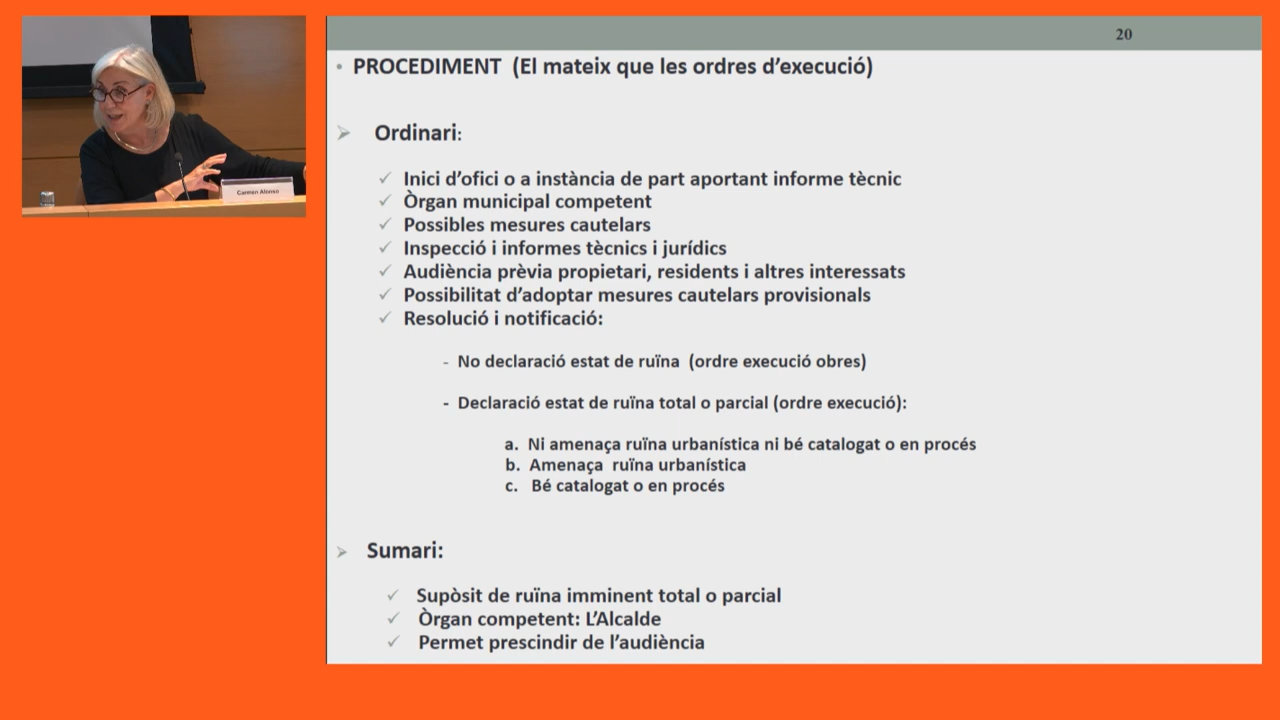 20
• PROCEDIMENT (El mateix que les ordres d'execució)
➢ Ordinari:
✓ Inici d'ofici o a instància de part aportant informe tècnic
✓ Òrgan municipal competent
✓ Possibles mesures cautelars
✓ Inspecció i informes tècnics i jurídics
✓ Audiència prèvia propietari, residents i altres interessats
✓ Possibilitat d'adoptar mesures cautelars provisionals
✓ Resolució i notificació:
- No declaració estat de ruïna (ordre execució obres)
- Declaració estat de ruïna total o parcial (ordre execució):
a. Ni amenaça ruïna urbanística ni bé catalogat o en procés
b. Amenaça ruïna urbanística
c. Bé catalogat o en procés
➢ Sumari:
✓ Supòsit de ruïna imminent total o parcial
✓ Òrgan competent: L'Alcalde
✓ Permet prescindir de l'audiència
Carmen Alonso